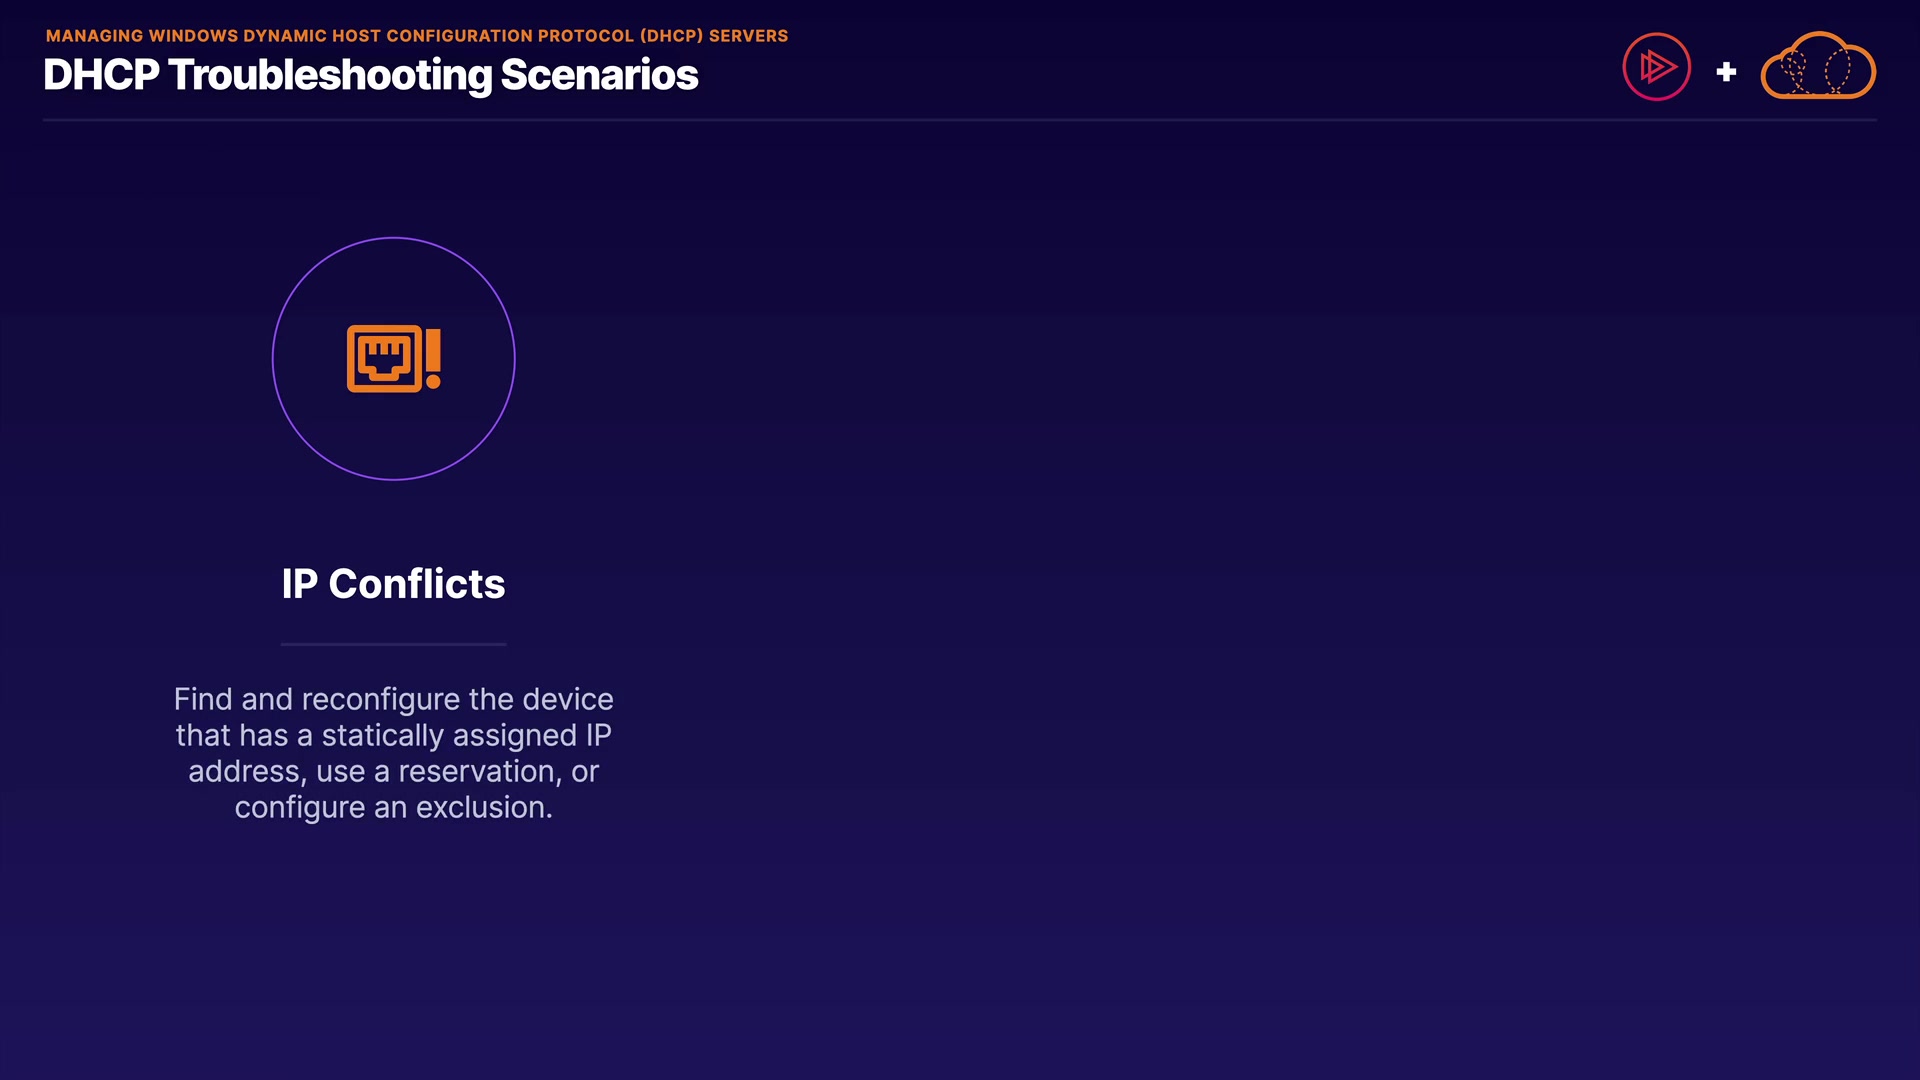 MANAGING WINDOWS DYNAMIC HOST CONFIGURATION PROTOCOL (DHCP) SERVERS
DHCP Troubleshooting Scenarios
+
IP Conflicts
Find and reconfigure the device
that has a statically assigned IP
address, use a reservation, or
configure an exclusion.